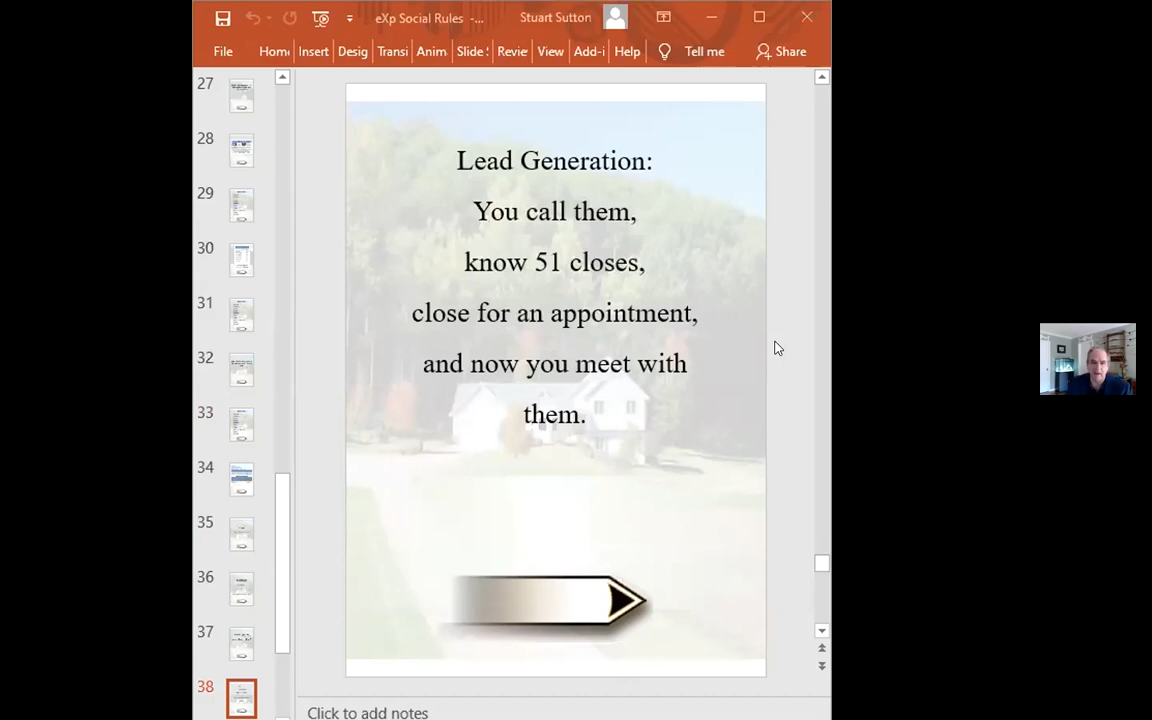 eXp Social Rules -...
Stuart Sutton
File Home Insert Desig Transi Anim Slide Revie View Add-i Help Tell me Share
27
28
29
30
31
32
33
34
35
36
37
38
Lead Generation:
You call them,
know 51 closes,
close for an appointment,
and now you meet with
them.
Click to add notes